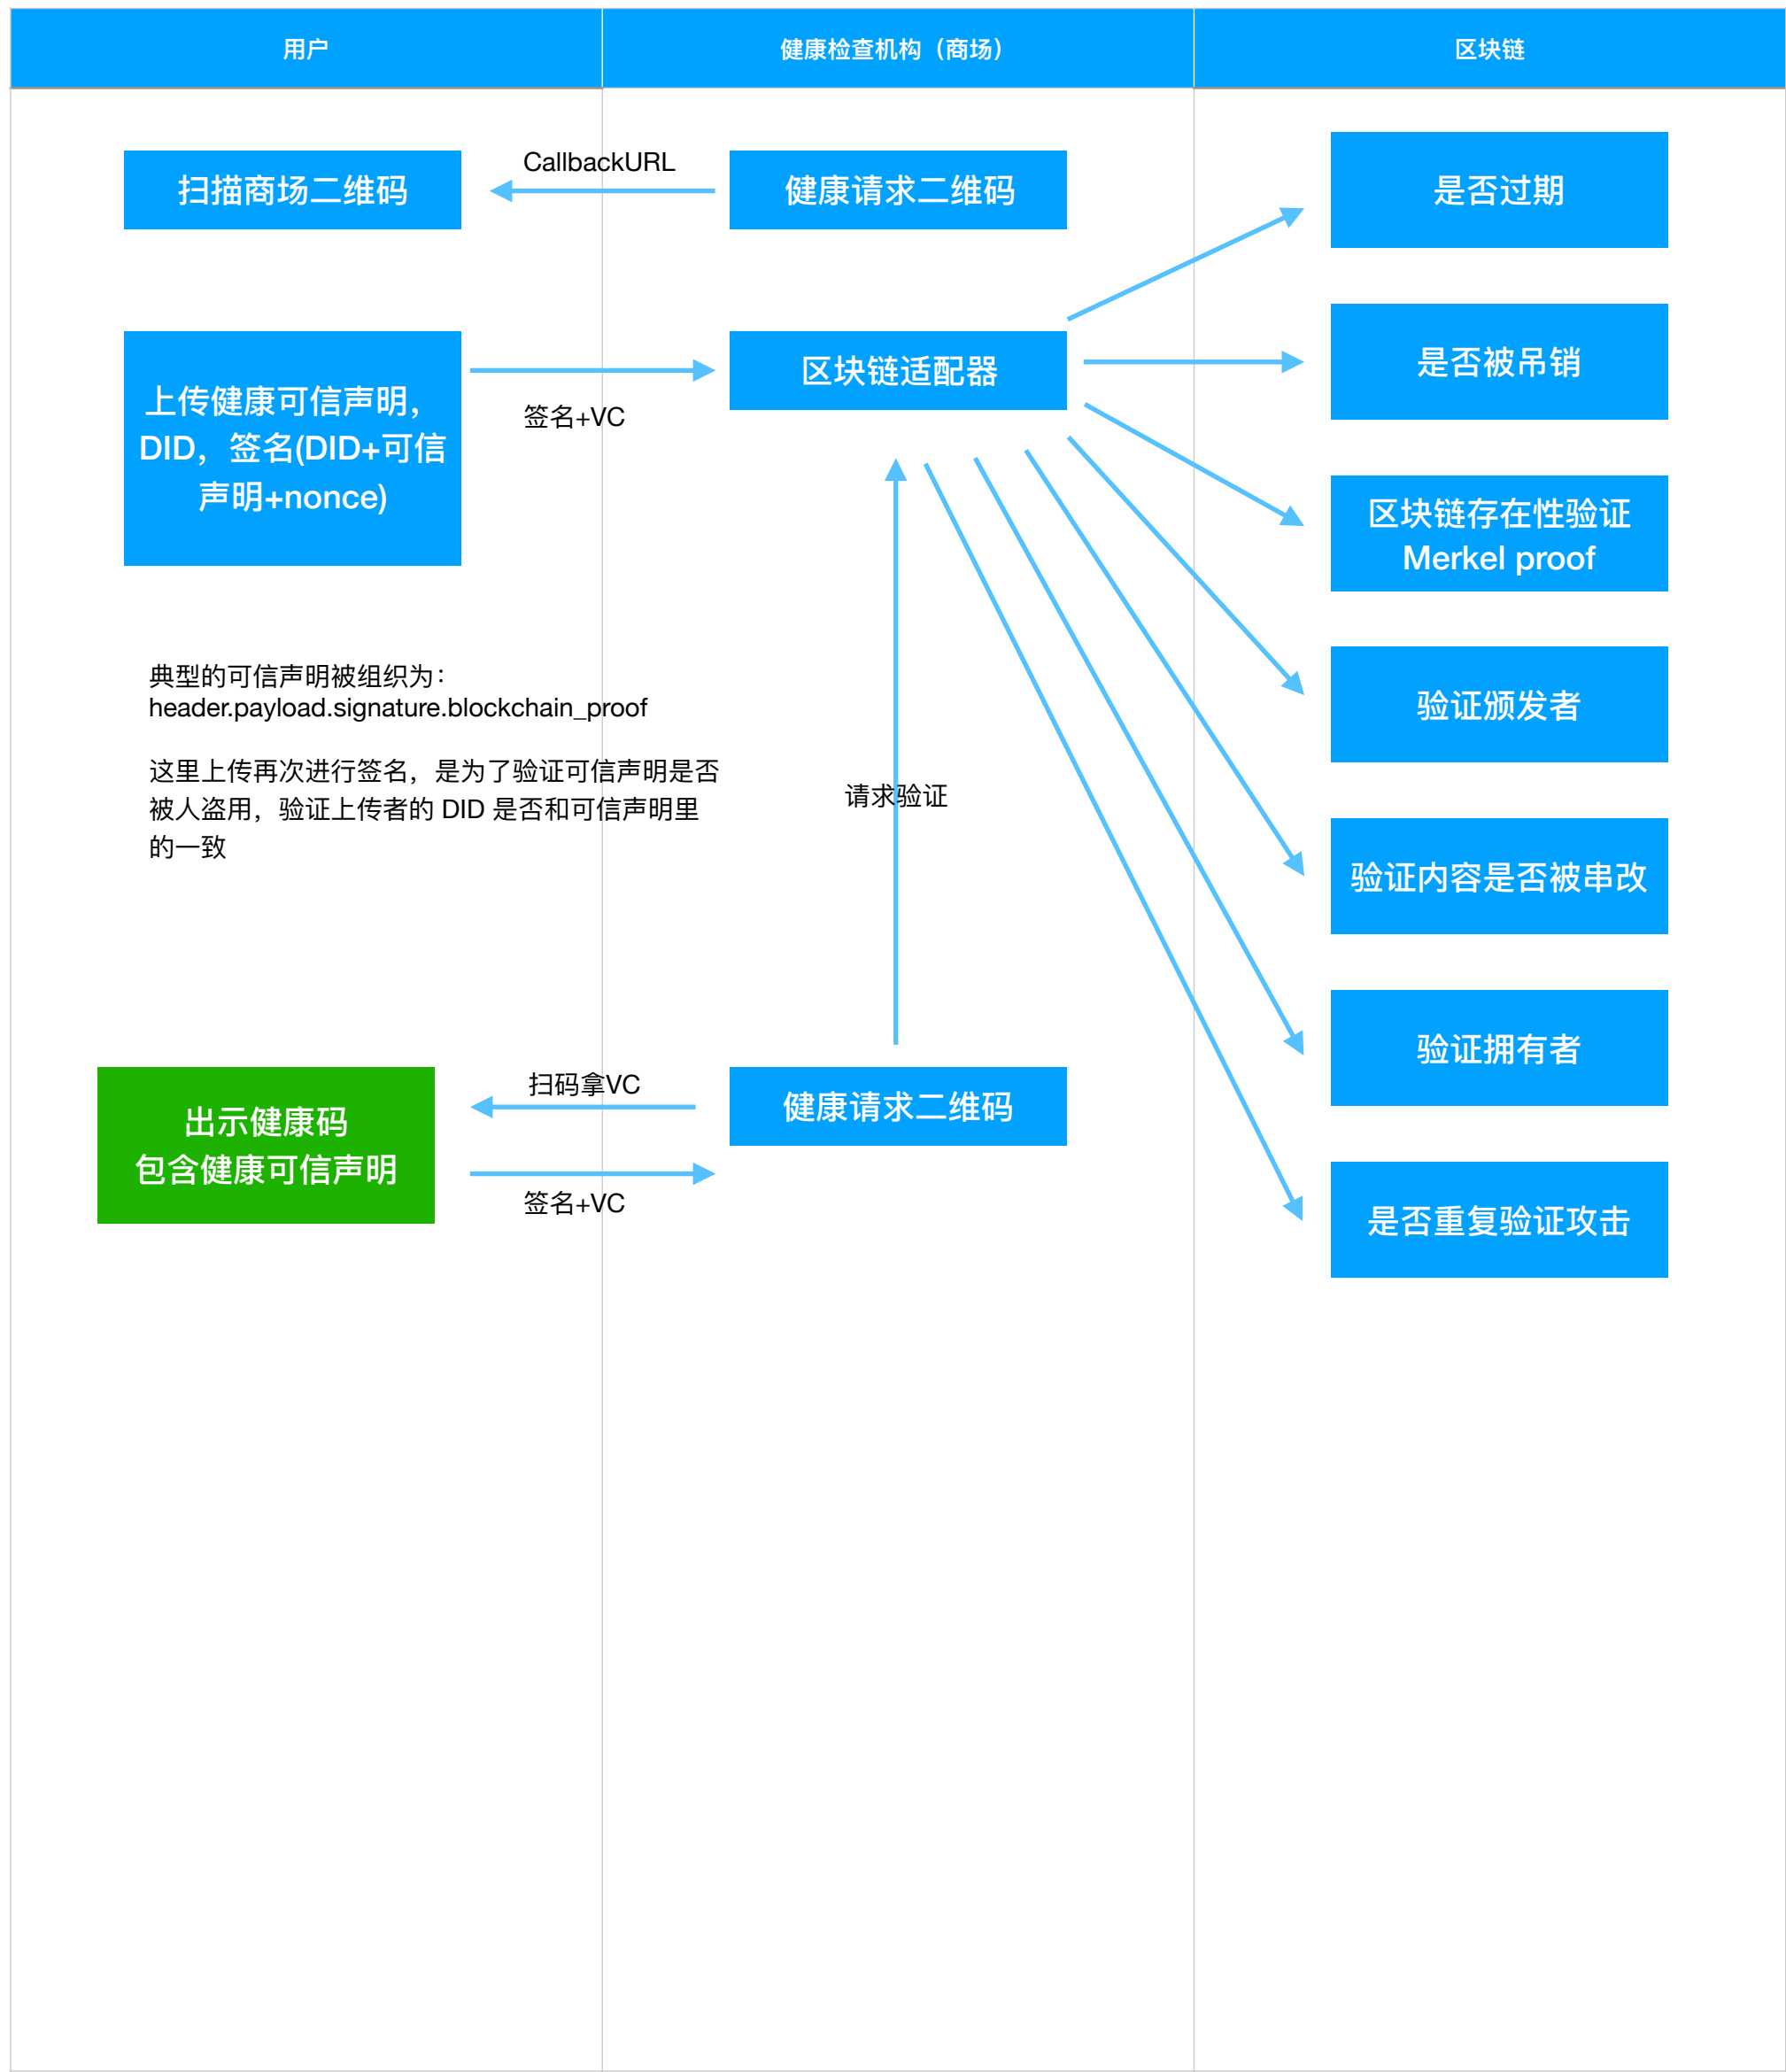 用户
健康检查机构（商场）
区块链
扫描商场二维码
CallbackURL
健康请求二维码
是否过期
上传健康可信声明，
DID，签名(DID+可信
声明+nonce)
签名+VC
区块链适配器
是否被吊销
区块链存在性验证
Merkel proof
典型的可信声明被组织为：
header.payload.signature.blockchain_proof
这里上传再次进行签名，是为了验证可信声明是否
被人盗用，验证上传者的 DID 是否和可信声明里
的一致
请求验证
验证颁发者
验证内容是否被串改
验证拥有者
出示健康码
包含健康可信声明
扫码拿VC
签名+VC
健康请求二维码
是否重复验证攻击